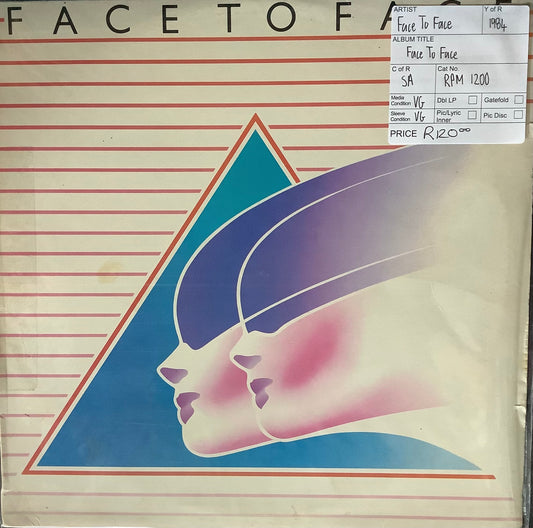 FACE TO FA
ARTIST
Face To Face
Y of R
1984
ALBUM TITLE
Face To Face
C of R
SA
Cat No.
RPM 1200
Media Condition VG
Dbl LP
Gatefold
Sleeve Condition VG
Pic/Lyric Inner
Pic Disc
PRICE R120.00